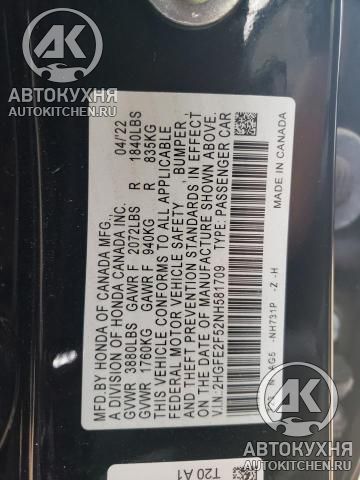 АВТОКУХНЯ
AUTOKITCHEN.RU
АВТОКУХНЯ
AUTOKITCHEN.RU
MFD.BY HONDA OF CANADA MFG., 04/22
A DIVISION OF HONDA CANADA INC.
GVWR 3880LBS GAWR F 2072LBS R 1840LBS
GVWR 1760KG GAWR F 940KG R 835KG
THIS VEHICLE CONFORMS TO ALL APPLICABLE
FEDERAL MOTOR VEHICLE SAFETY, BUMPER,
AND THEFT PREVENTION STANDARDS IN EFFECT
ON THE DATE OF MANUFACTURE SHOWN ABOVE.
V.I.N: 2HGFE2F52NH581709 TYPE: PASSENGER CAR
-NH731P -Z -H MADE IN CANADA
T20 A1
АВТОКУХНЯ
AUTOKITCHEN.RU